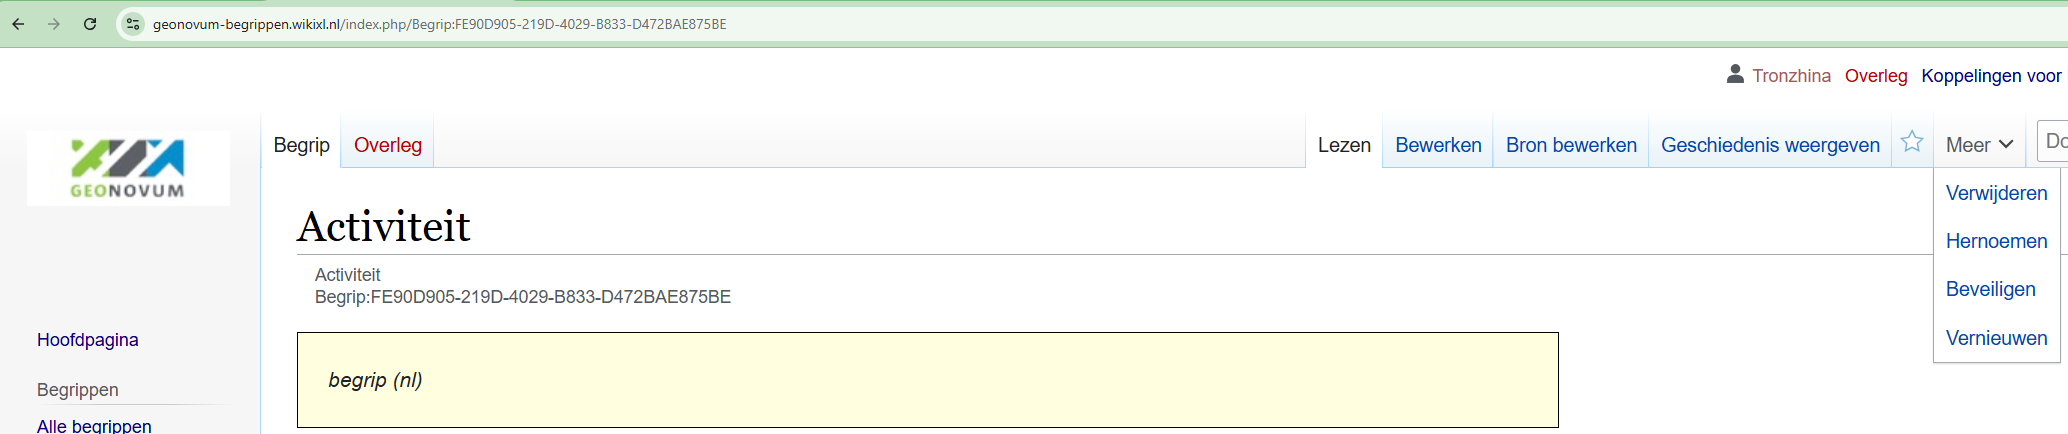 geonovum-begrippen.wikixl.nl/index.php/Begrip:FE90D905-219D-4029-B833-D472BAE875BE
Tronzhina Overleg Koppelingen voor
GEONOVUM
Begrip Overleg Lezen Bewerken Bron bewerken Geschiedenis weergeven Meer Do
Verwijderen
Hernoemen
Beveiligen
Vernieuwen
Activiteit
Activiteit
Begrip:FE90D905-219D-4029-B833-D472BAE875BE
begrip (nl)
Hoofdpagina
Begrippen
Alle begrippen